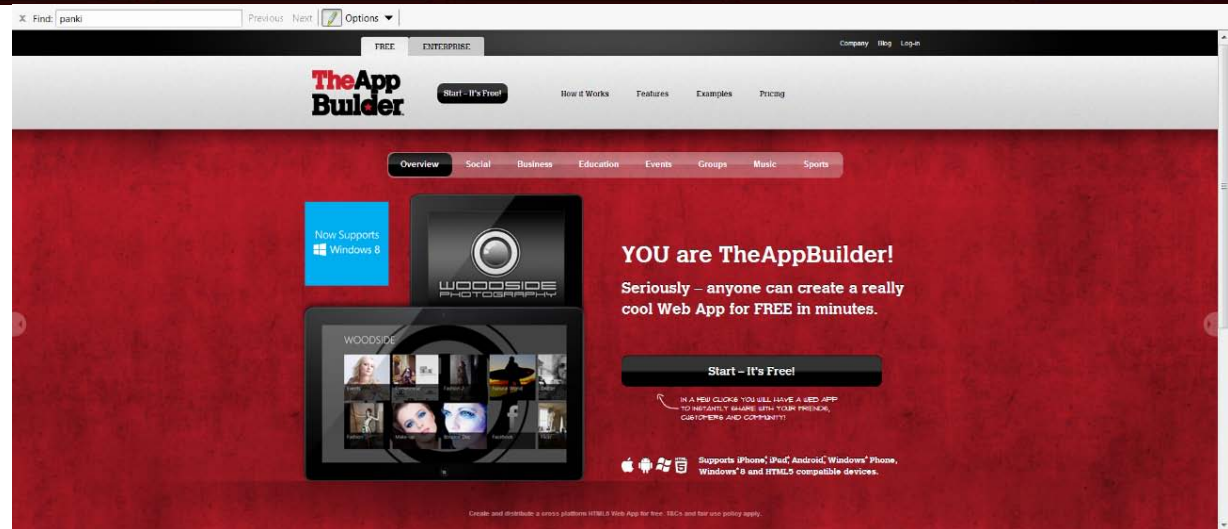 x Find: panki Previous Next Options
FREE ENTERPRISE Company Blog Log-in
TheApp
Builder
Start – It's Free! How it Works Features Examples Pricing
Overview Social Business Education Events Groups Music Sports
Now Supports
Windows 8
WOODSIDE
PHOTOGRAPHY
YOU are TheAppBuilder!
Seriously – anyone can create a really
cool Web App for FREE in minutes.
WOODSIDE
Start – It's Free!
IN A FEW CLICKS YOU WILL HAVE A WEB APP
TO INSTANTLY SHARE WITH YOUR FRIENDS,
CUSTOMERS AND COMMUNITY!
Supports iPhone, iPad, Android, Windows Phone,
Windows 8 and HTML5 compatible devices.
Create and distribute a cross platform HTML5 Web App for free. T&Cs and fair use policy apply.